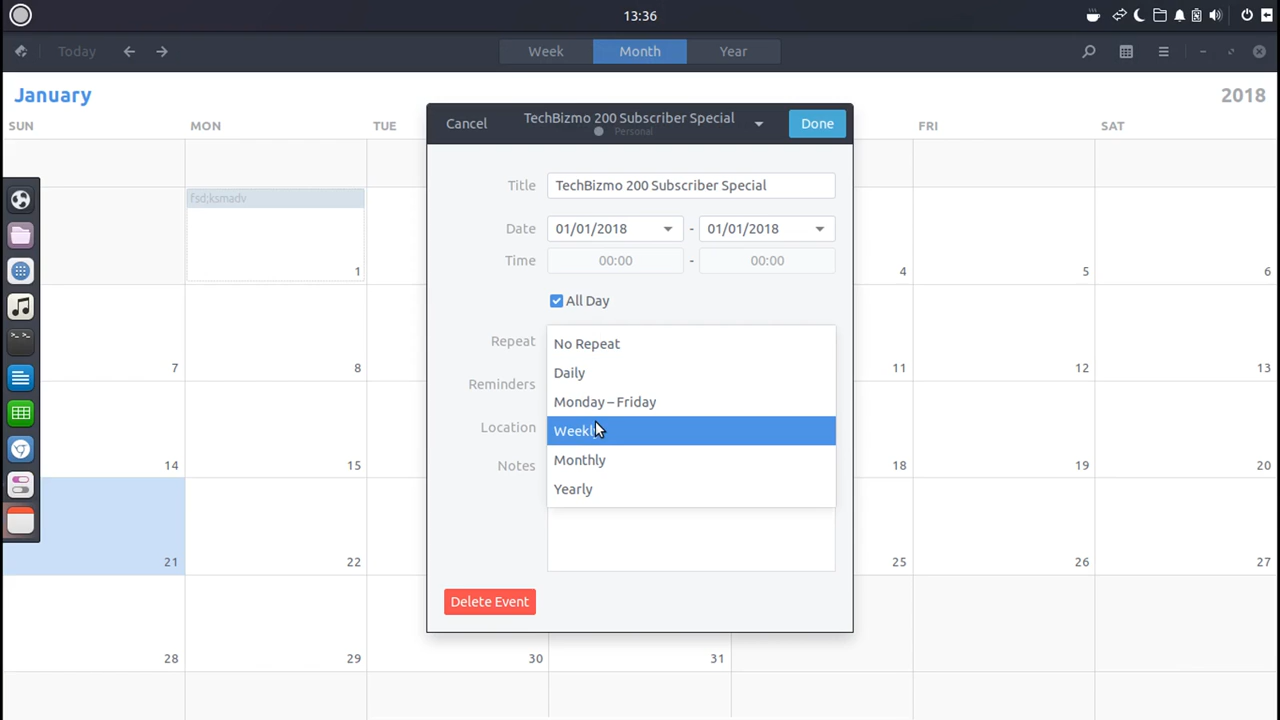 13:36
Today
Week Month Year
January 2018
SUN MON TUE FRI SAT
Cancel TechBizmo 200 Subscriber Special Done
Personal
Title TechBizmo 200 Subscriber Special
fsd;ksmadv
Date 01/01/2018 - 01/01/2018
Time 00:00 - 00:00
1 4 5 6
All Day
Repeat No Repeat
Daily
7 8 11 12 13
Reminders
Monday – Friday
Location Weekly
Monthly
Notes
14 15 18 19 20
Yearly
21 22 25 26 27
Delete Event
28 29 30 31